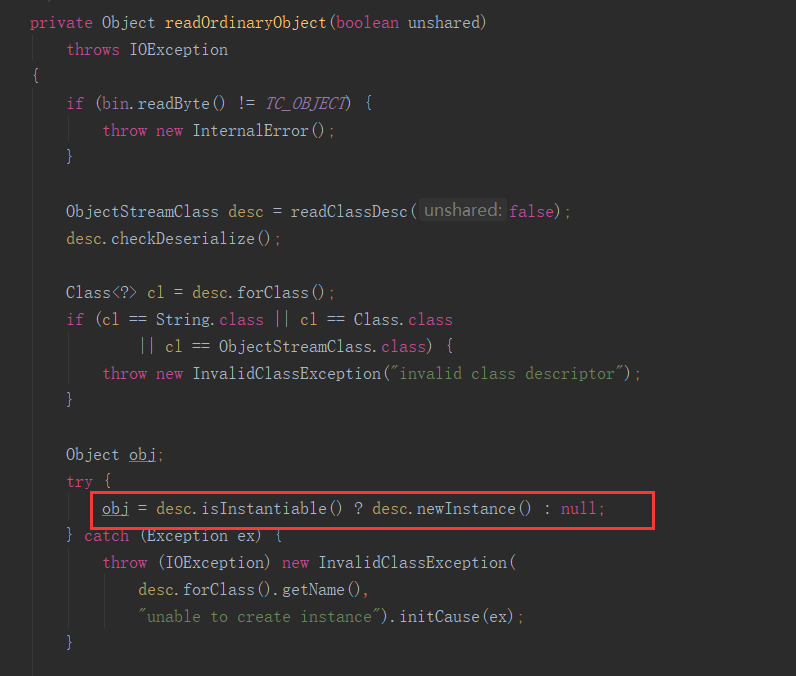 private Object readOrdinaryObject(boolean unshared)
throws IOException
{
if (bin.readByte() != TC_OBJECT) {
throw new InternalError();
}
ObjectStreamClass desc = readClassDesc( unshared: false);
desc.checkDeserialize();
Class<?> cl = desc.forClass();
if (cl == String.class || cl == Class.class
|| cl == ObjectStreamClass.class) {
throw new InvalidClassException("invalid class descriptor");
}
Object obj;
try {
obj = desc.isInstantiable() ? desc.newInstance() : null;
} catch (Exception ex) {
throw (IOException) new InvalidClassException(
desc.forClass().getName(),
"unable to create instance").initCause(ex);
}